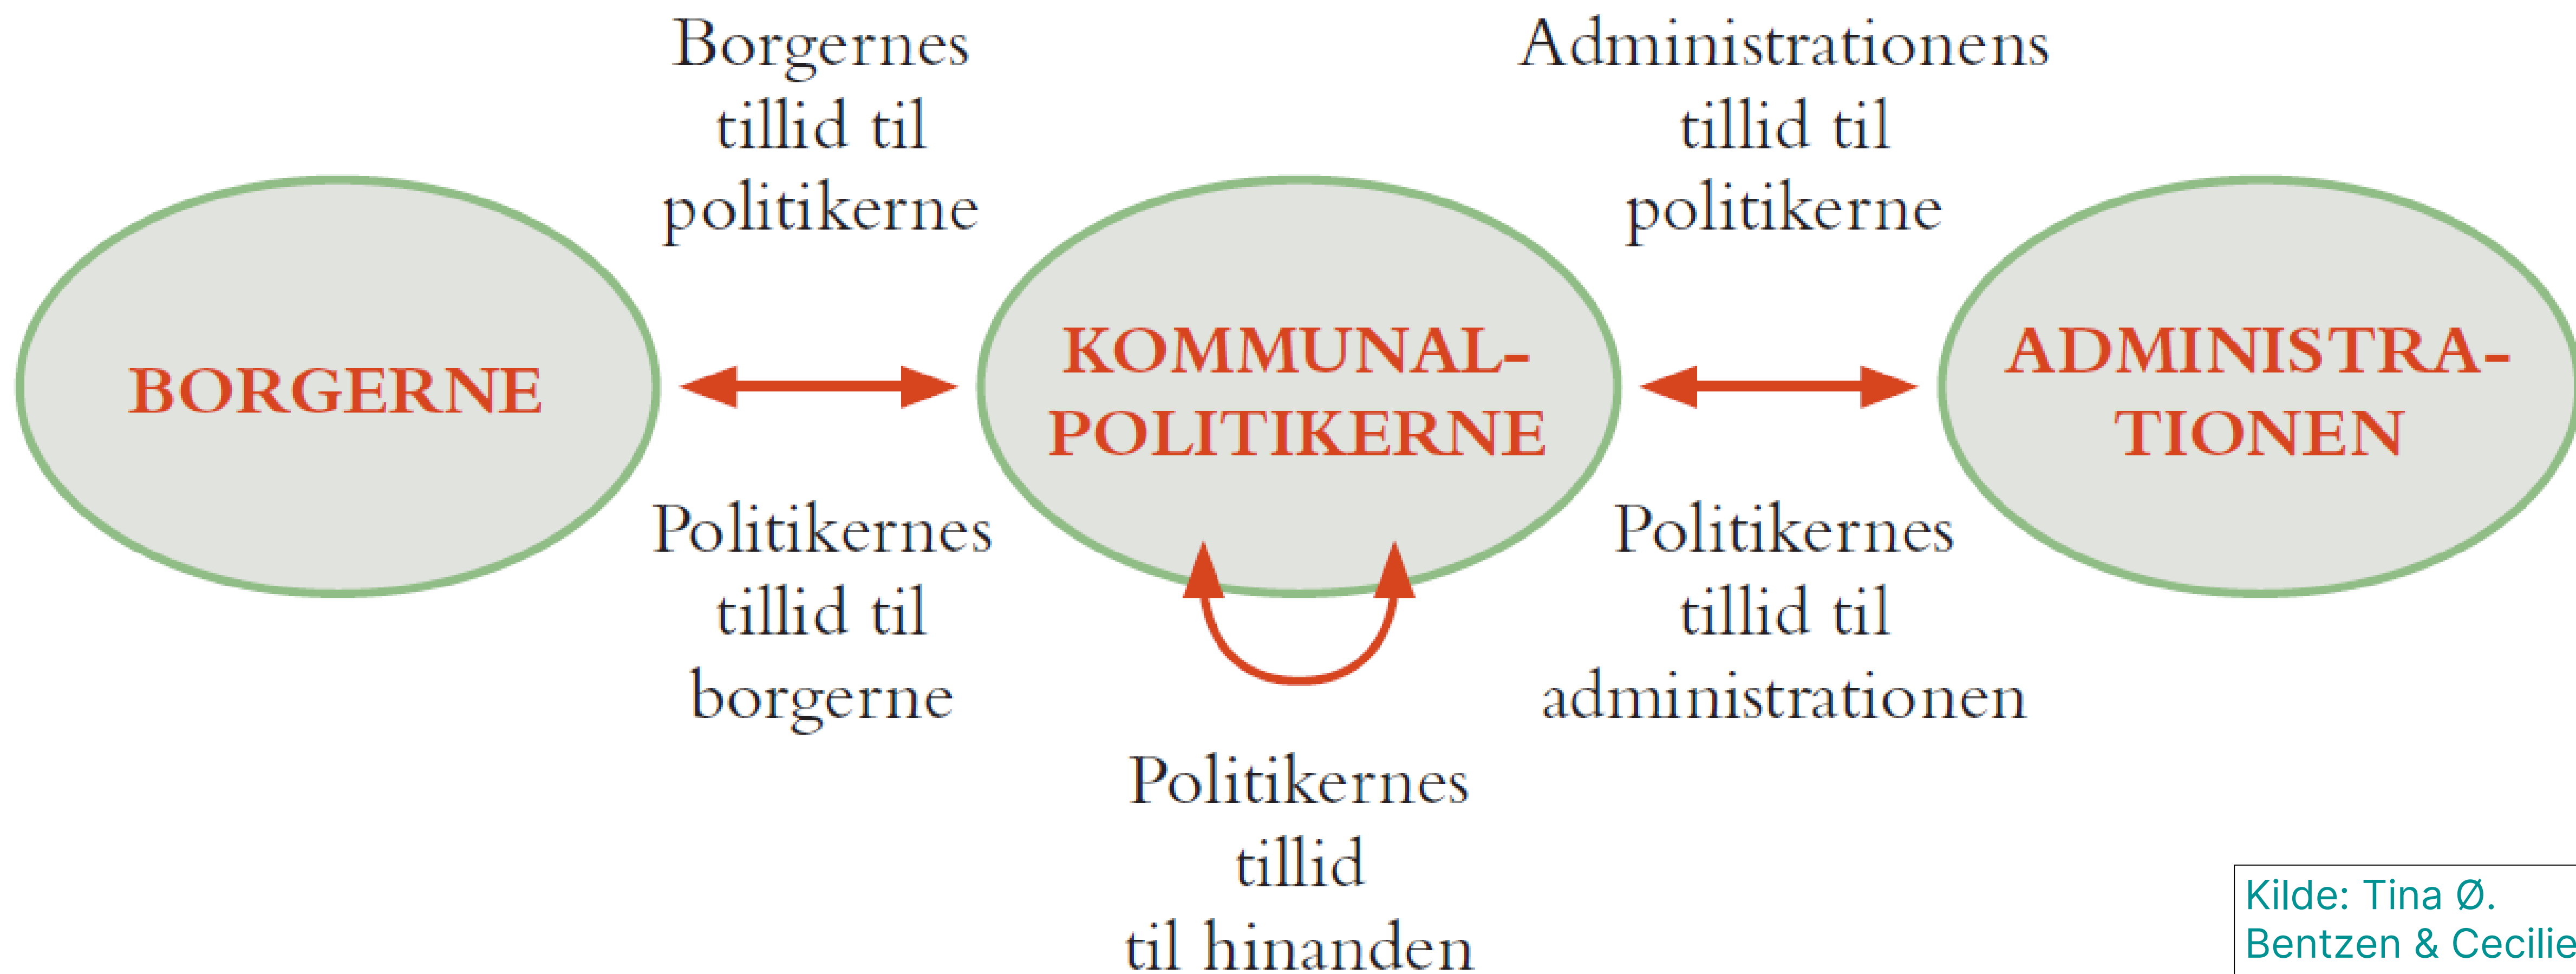 Borgernes
tillid til
politikerne
Administrationens
tillid til
politikerne
BORGERNE
KOMMUNAL-
POLITIKERNE
ADMINISTRA-
TIONEN
Politikernes
tillid til
borgerne
Politikernes
tillid til
administrationen
Politikernes
tillid
til hinanden
Kilde: Tina Ø.
Bentzen & Cecilie